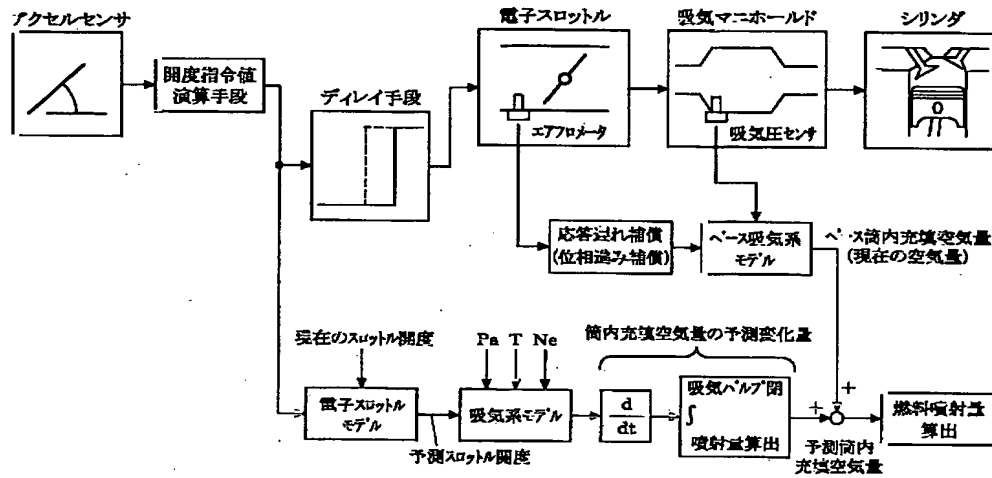 アクセルセンサ
開度指令値
演算手段
ディレイ手段
電子スロットル
エアフロメータ
吸気マニホールド
吸気圧センサ
シリンダ
応答遅れ補償
(位相進み補償)
ベース吸気系
モデル
ベース筒内充填空気量
(現在の空気量)
現在のスロットル開度
電子スロットル
モデル
予測スロットル開度
Pa T Ne
吸気系モデル
筒内充填空気量の予測変化量
d
dt
吸気バルブ閉
∫
噴射量算出
+
+
予測筒内
充填空気量
燃料噴射量
算出